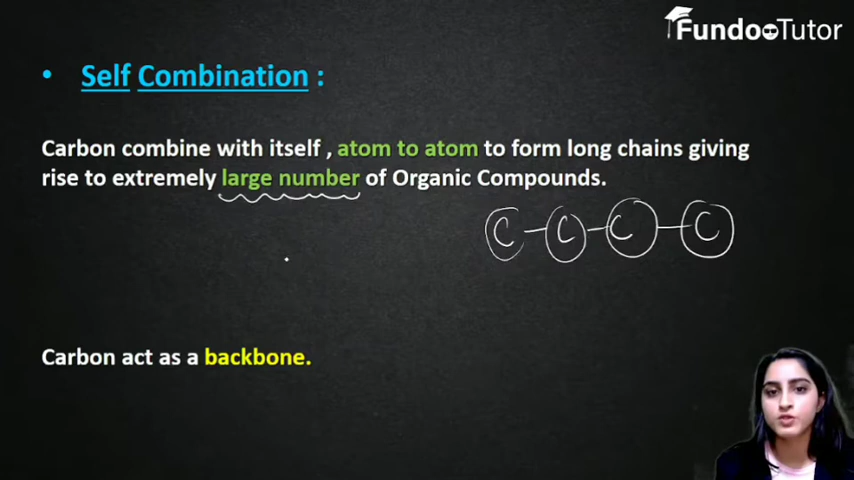 FundooTutor
• Self Combination :
Carbon combine with itself , atom to atom to form long chains giving
rise to extremely large number of Organic Compounds.
C - C - C - C
Carbon act as a backbone.